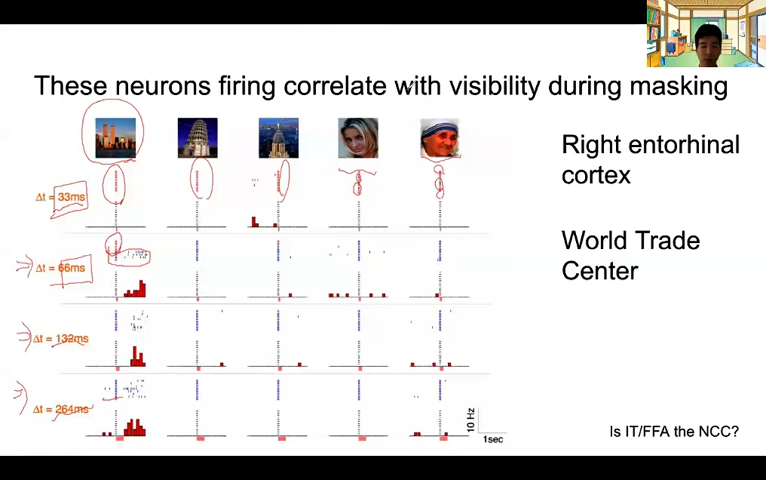 These neurons firing correlate with visibility during masking
Right entorhinal
cortex
World Trade
Center
Δt = 33ms
Δt = 66ms
Δt = 132ms
Δt = 264ms
10 Hz
1sec
Is IT/FFA the NCC?